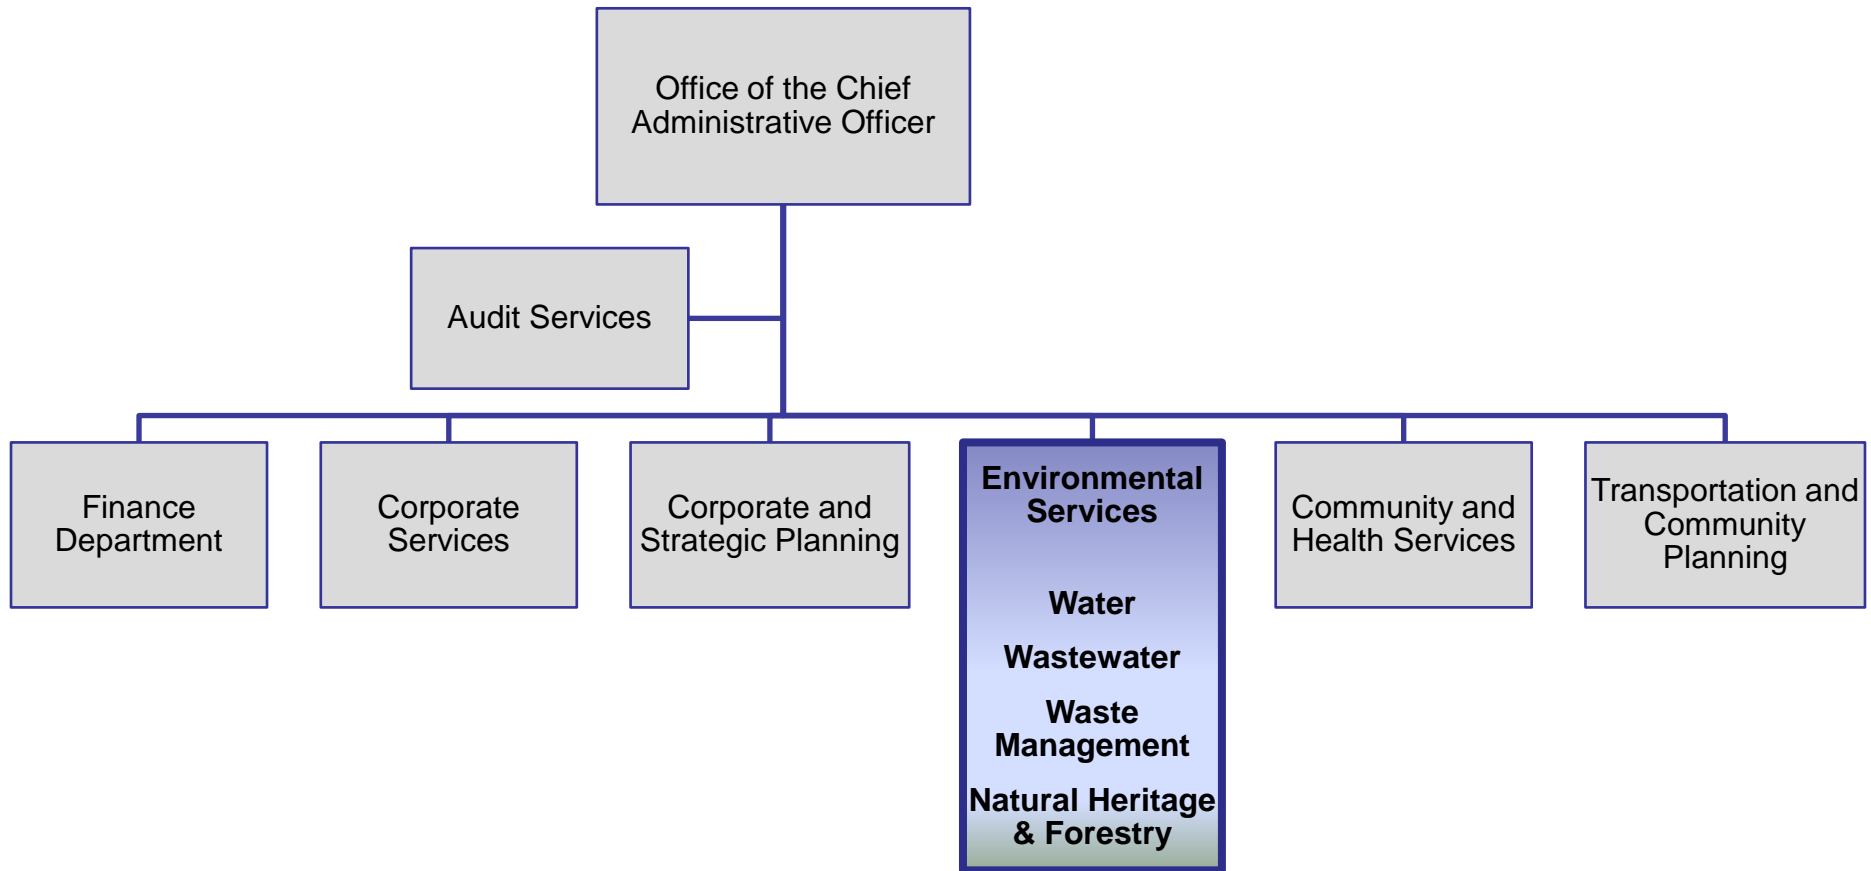 Office of the Chief
Administrative Officer
Audit Services
Finance
Department
Corporate
Services
Corporate and
Strategic Planning
Environmental
Services
Water
Wastewater
Waste
Management
Natural Heritage
& Forestry
Community and
Health Services
Transportation and
Community
Planning